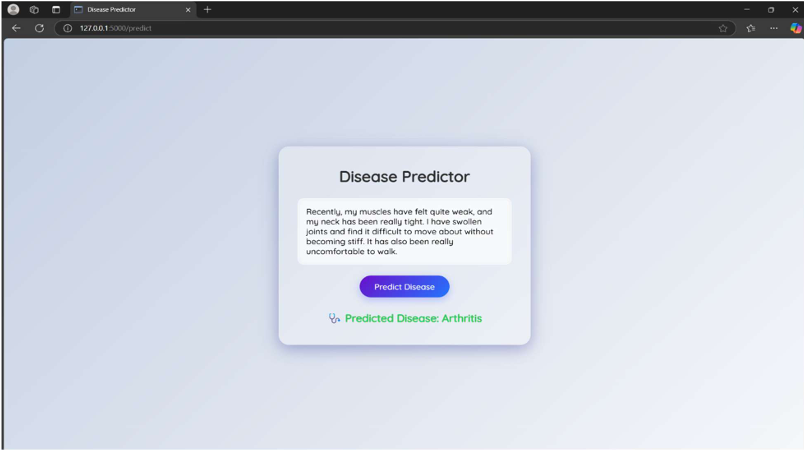 Disease Predictor
127.0.0.1:5000/predict
Disease Predictor
Recently, my muscles have felt quite weak, and
my neck has been really tight. I have swollen
joints and find it difficult to move about without
becoming stiff. It has also been really
uncomfortable to walk.
Predict Disease
Predicted Disease: Arthritis